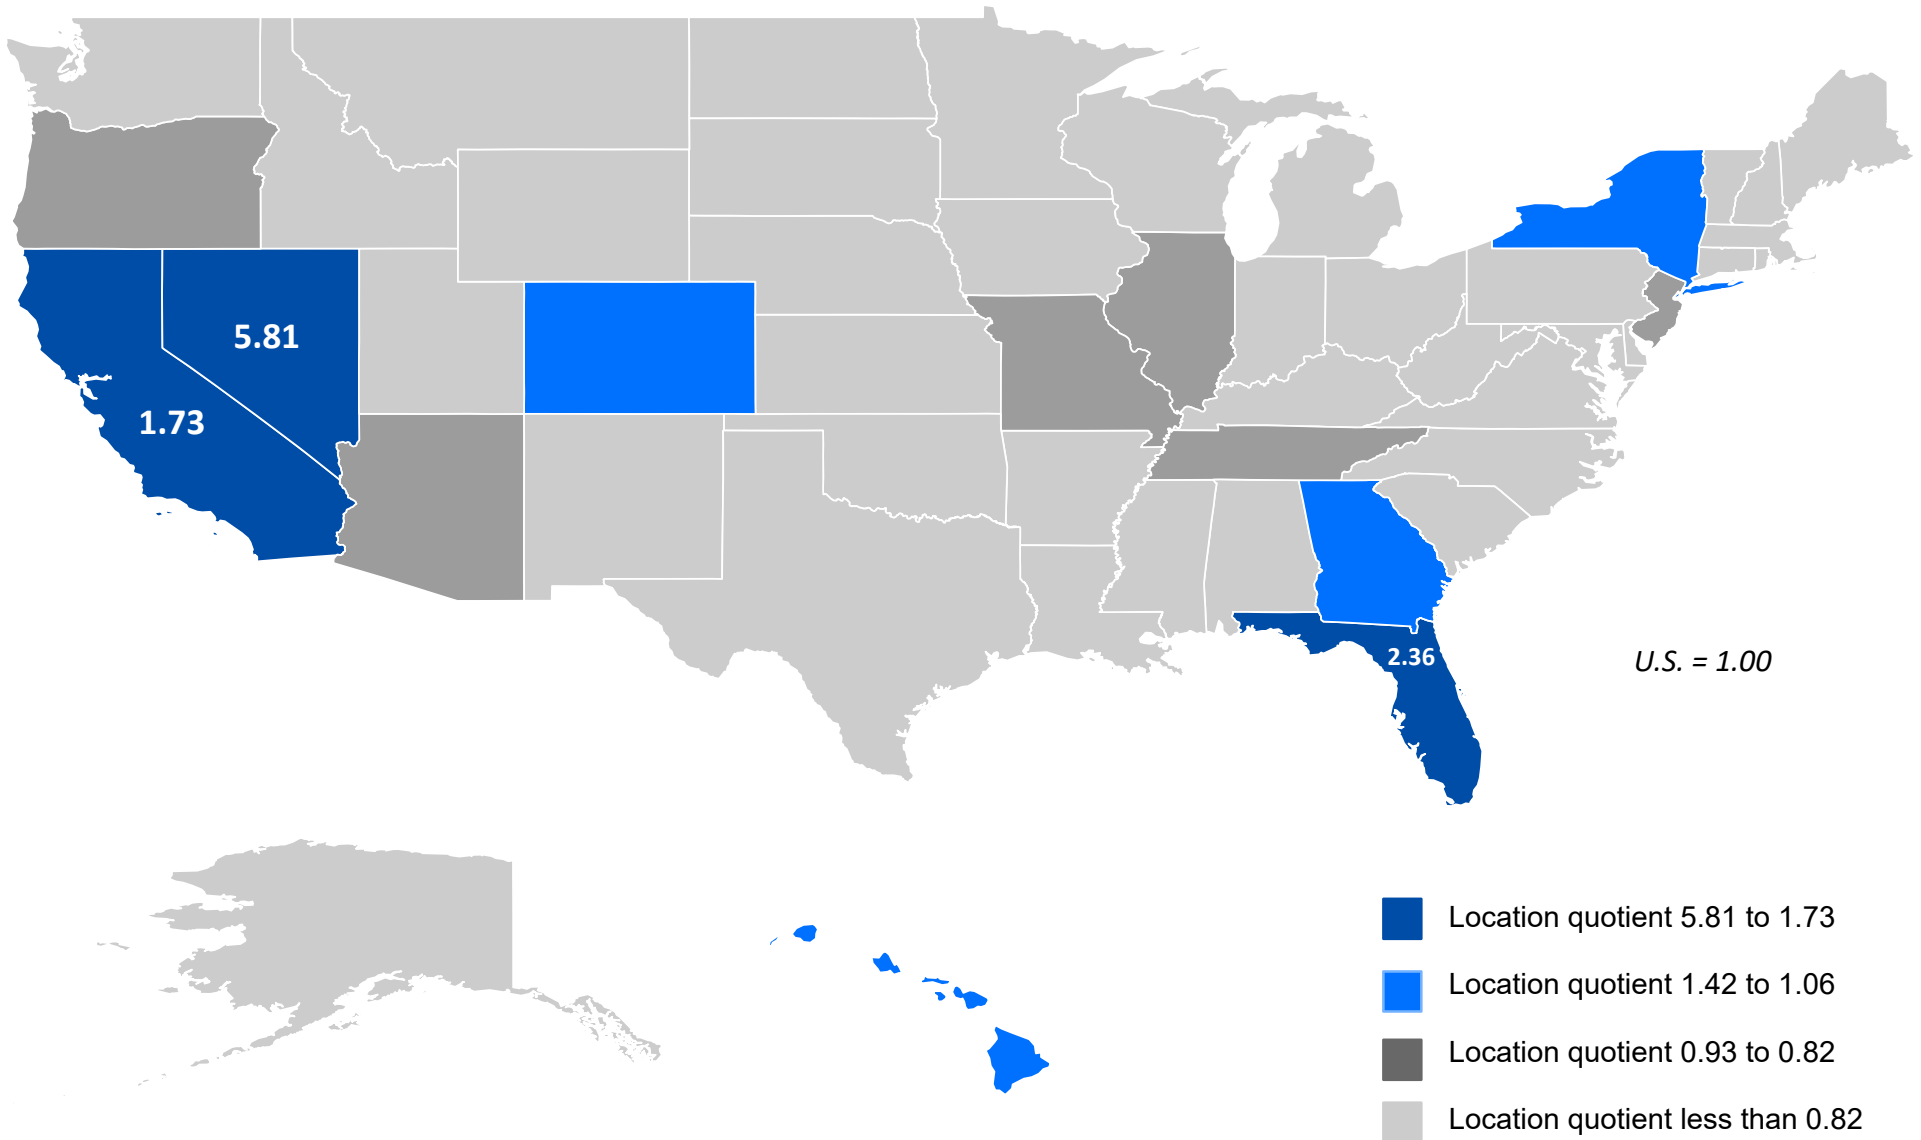 5.81
1.73
2.36
U.S. = 1.00
Location quotient 5.81 to 1.73
Location quotient 1.42 to 1.06
Location quotient 0.93 to 0.82
Location quotient less than 0.82